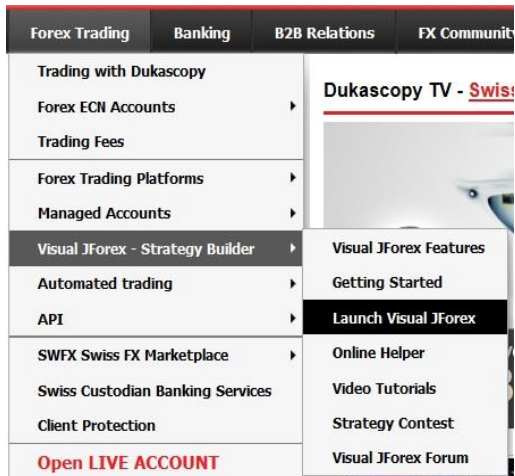 Forex Trading
Banking
B2B Relations
FX
Trading with Dukascopy
Forex ECN Accounts
Trading Fees
Forex Trading Platforms
Managed Accounts
Visual JForex - Strategy Builder
Automated trading
API
SWFX Swiss FX Marketplace
Swiss Custodian Banking Services
Client Protection
Open LIVE ACCOUNT
Dukascopy TV - Swiss
Visual JForex Features
Getting Started
Launch Visual JForex
Online Helper
Video Tutorials
Strategy Contest
Visual JForex Forum